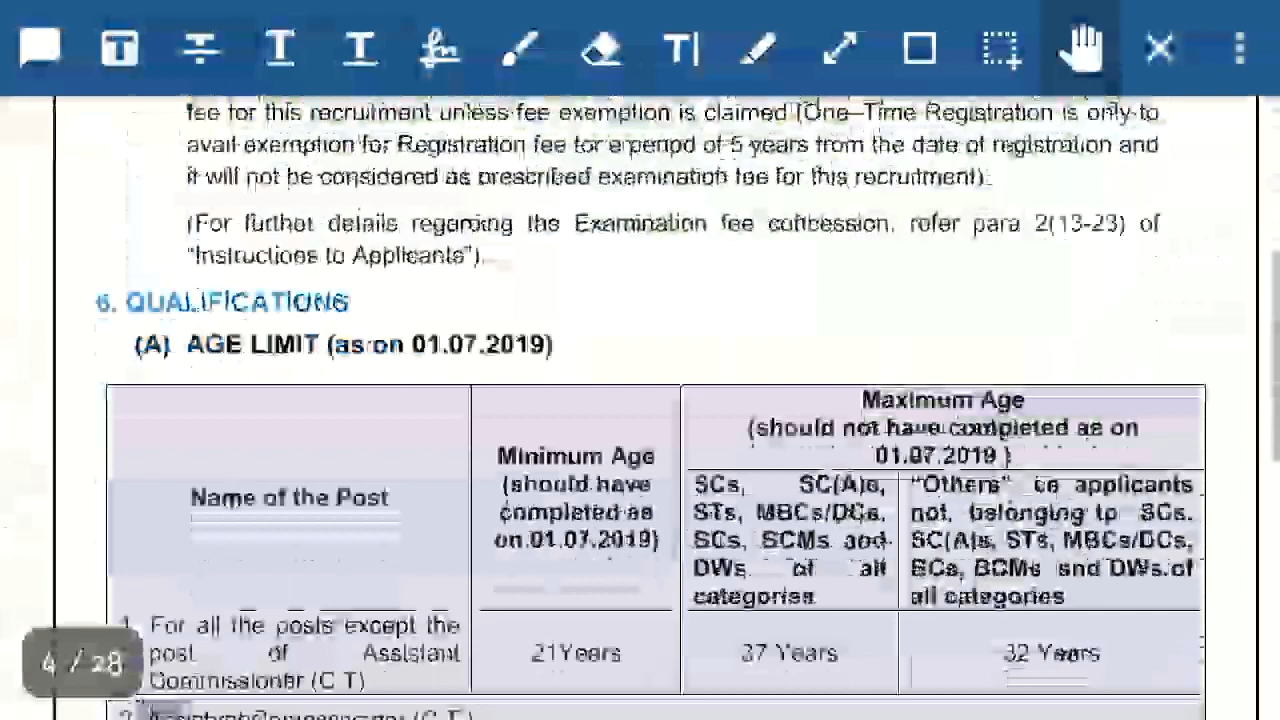 fee for this recruitment unless fee exemption is claimed (One–Time Registration is only to
avail exemption for Registration fee for a period of 5 years from the date of registration and
it will not be considered as prescribed examination fee for this recruitment).
(For further details regarding the Examination fee concession, refer para 2(13-23) of
"Instructions to Applicants").
6. QUALIFICATIONS
(A) AGE LIMIT (as on 01.07.2019)
Name of the Post
Minimum Age
(should have
completed as
on 01.07.2019)
Maximum Age
(should not have completed as on
01.07.2019 )
SCs, SC(A)s,
STs, MBCs/DCs,
SCs, SCMs and
DWs of all
categories
"Others" ie applicants
not, belonging to SCs,
SC(A)s, STs, MBCs/DCs,
BCs, BCMs and DWs of
all categories
1. For all the posts except the
post of Assistant
Commissioner (C T)
21Years
37 Years
32 Years
2.
(C T)
4 / 28